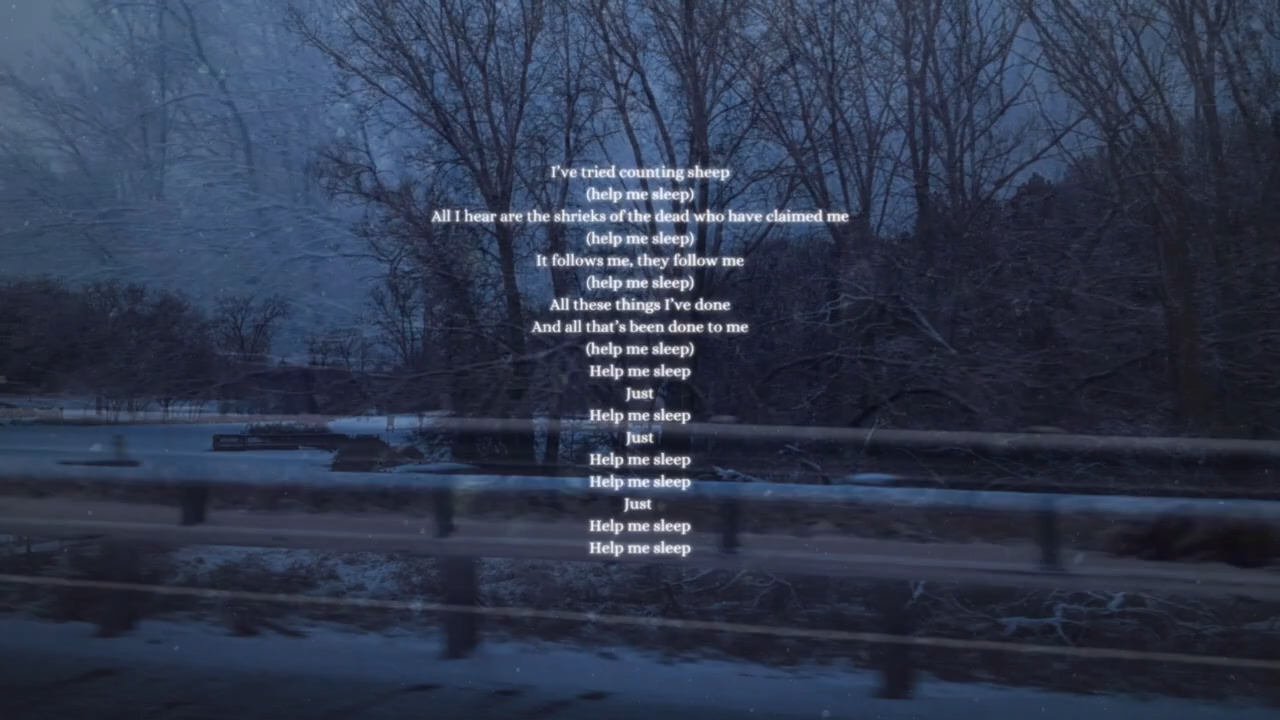 I've tried counting sheep
(help me sleep)
All I hear are the shrieks of the dead who have claimed me
(help me sleep)
It follows me, they follow me
(help me sleep)
All these things I've done
And all that's been done to me
(help me sleep)
Help me sleep
Just
Help me sleep
Just
Help me sleep
Help me sleep
Just
Help me sleep
Help me sleep